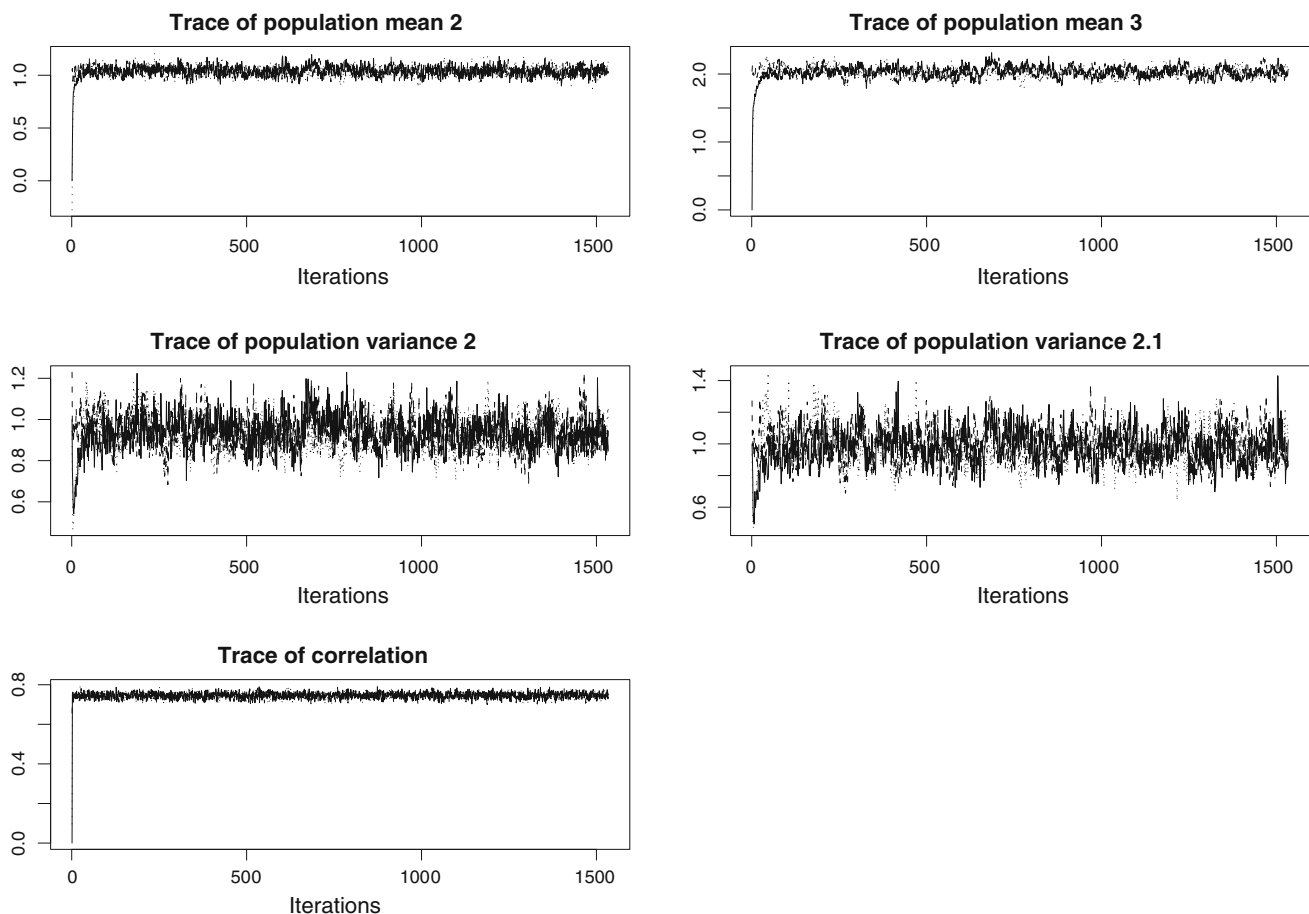 Trace of population mean 2
1.0
0.5
0.0
0 500 1000 1500
Iterations
Trace of population mean 3
2.0
1.0
0.0
0 500 1000 1500
Iterations
Trace of population variance 2
1.2
1.0
0.8
0.6
0 500 1000 1500
Iterations
Trace of population variance 2.1
1.4
1.0
0.6
0 500 1000 1500
Iterations
Trace of correlation
0.8
0.4
0.0
0 500 1000 1500
Iterations